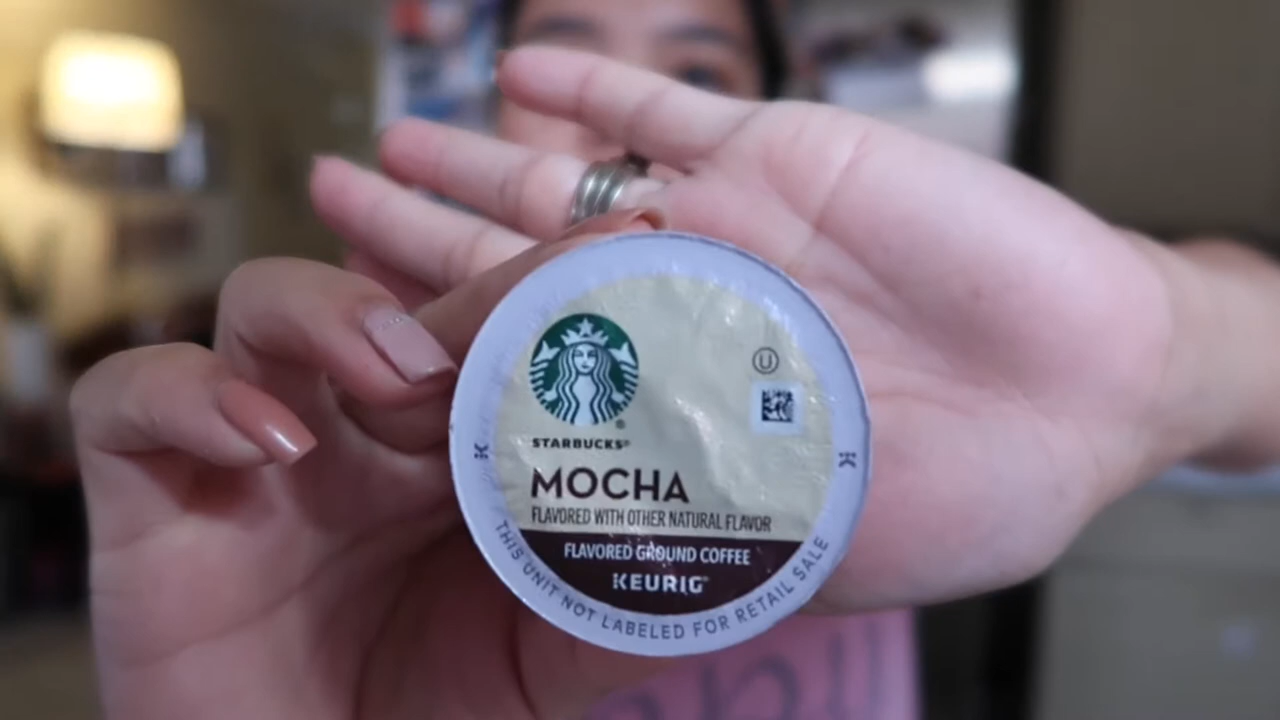 STARBUCKS®
MOCHA
FLAVORED WITH OTHER NATURAL FLAVOR
FLAVORED GROUND COFFEE
KEURIG
THIS UNIT NOT LABELED FOR RETAIL SALE
U
K
K